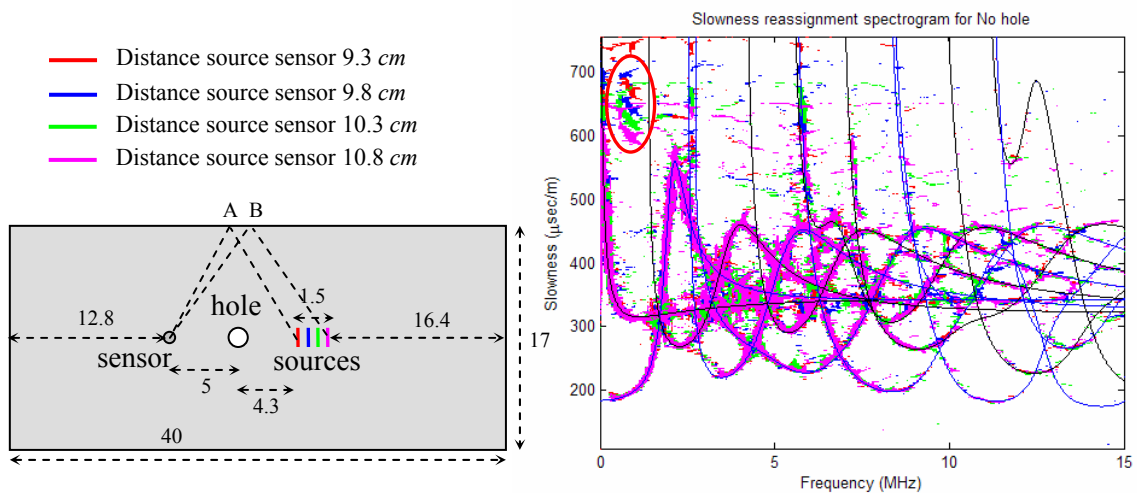 Distance source sensor 9.3 cm
Distance source sensor 9.8 cm
Distance source sensor 10.3 cm
Distance source sensor 10.8 cm
A B
1.5
hole
12.8
16.4
17
sensor
sources
5
4.3
40
Slowness reassignment spectrogram for No hole
700
600
500
400
300
200
Slowness (μsec/m)
0 5 10 15
Frequency (MHz)